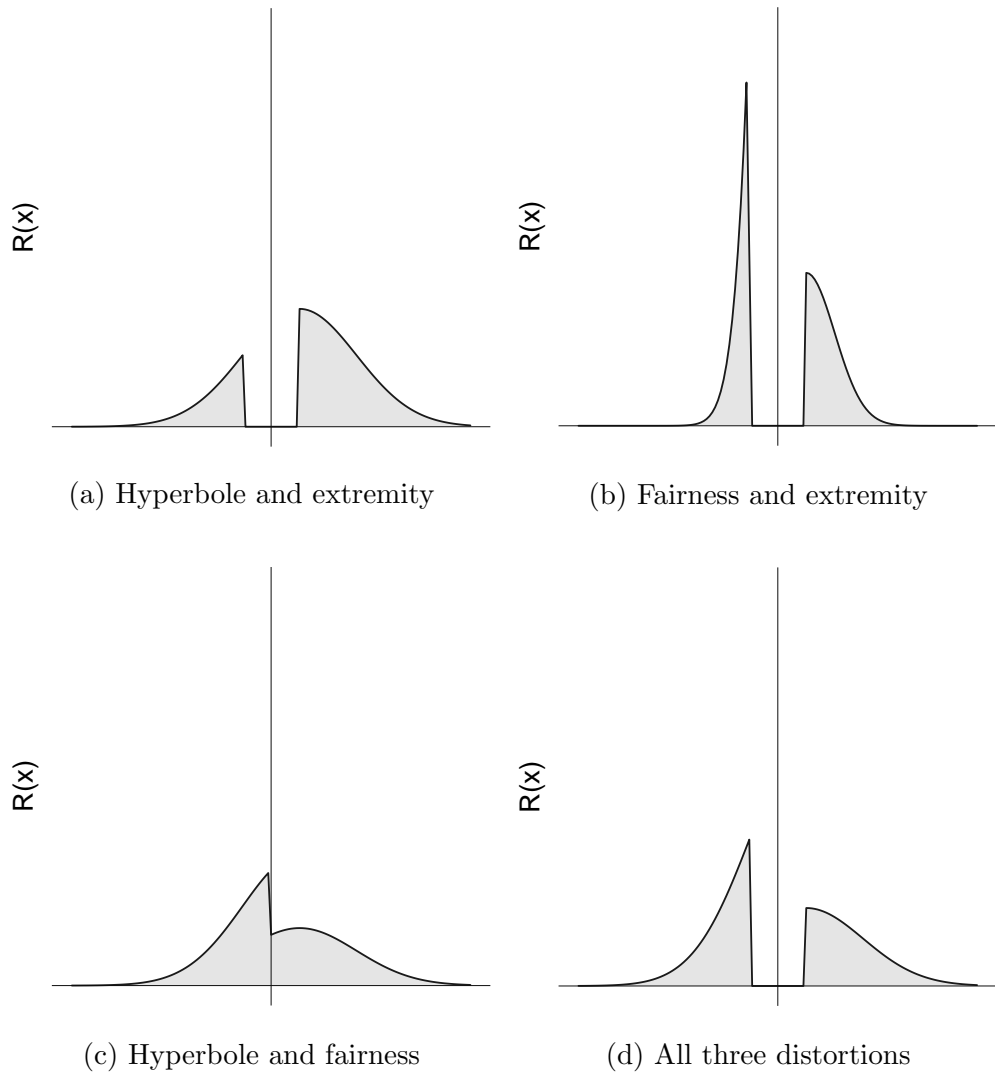 R(x)
R(x)
(a) Hyperbole and extremity
(b) Fairness and extremity
R(x)
R(x)
(c) Hyperbole and fairness
(d) All three distortions